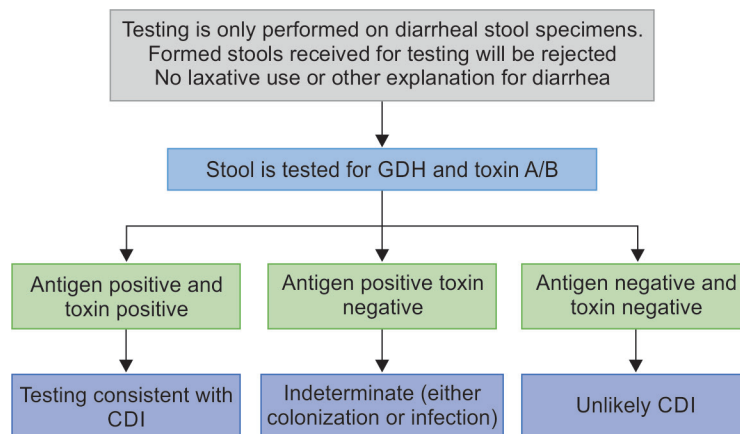 Testing is only performed on diarrheal stool specimens.
Formed stools received for testing will be rejected
No laxative use or other explanation for diarrhea
Stool is tested for GDH and toxin A/B
Antigen positive and
toxin positive
Antigen positive toxin
negative
Antigen negative and
toxin negative
Testing consistent with
CDI
Indeterminate (either
colonization or infection)
Unlikely CDI